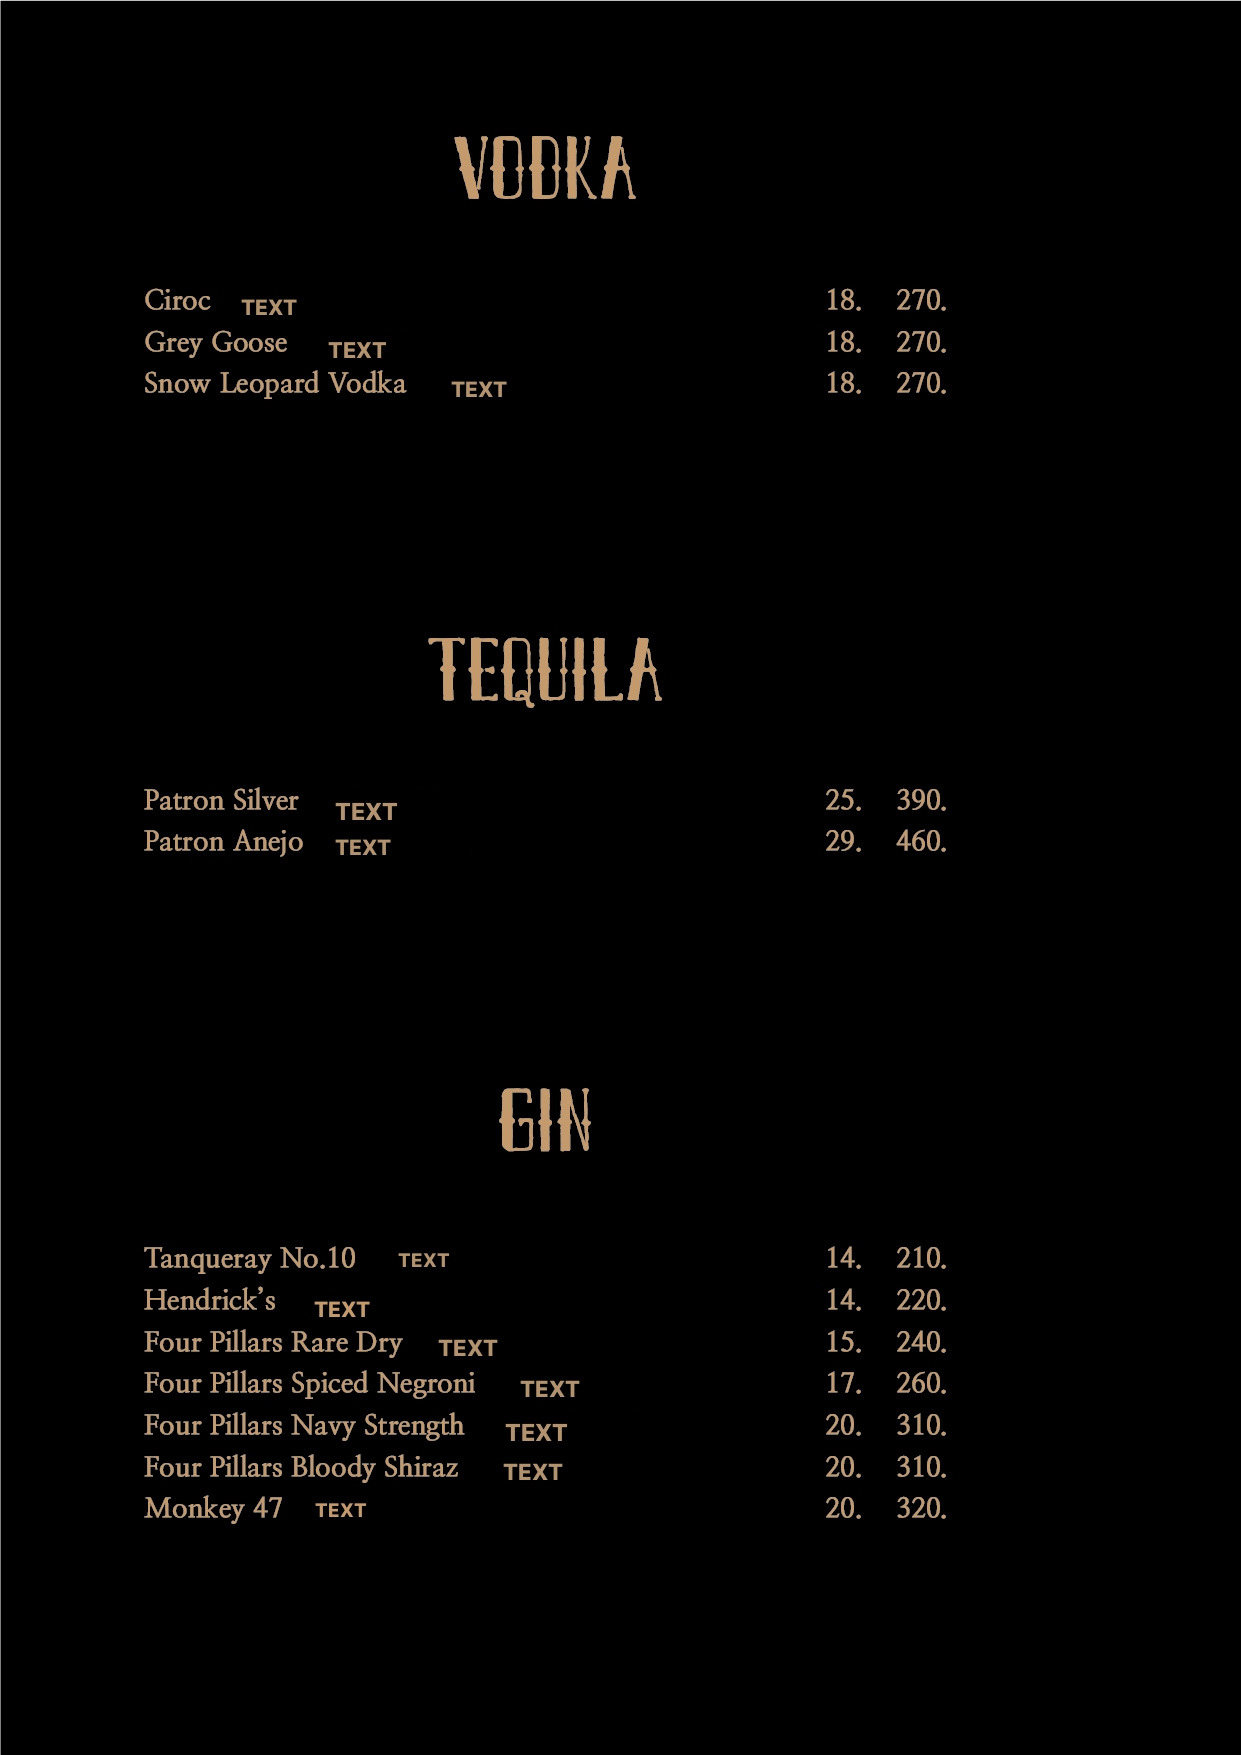 VODKA
Ciroc TEXT 18. 270.
Grey Goose TEXT 18. 270.
Snow Leopard Vodka TEXT 18. 270.
TEQUILA
Patron Silver TEXT 25. 390.
Patron Anejo TEXT 29. 460.
GIN
Tanqueray No.10 TEXT 14. 210.
Hendrick’s TEXT 14. 220.
Four Pillars Rare Dry TEXT 15. 240.
Four Pillars Spiced Negroni TEXT 17. 260.
Four Pillars Navy Strength TEXT 20. 310.
Four Pillars Bloody Shiraz TEXT 20. 310.
Monkey 47 TEXT 20. 320.